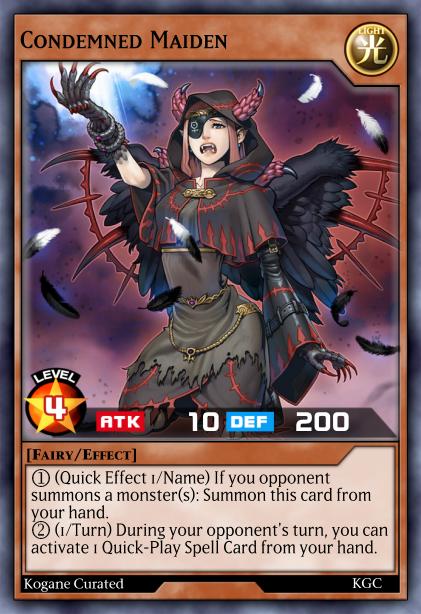 Condemned Maiden
LIGHT
光
LEVEL
4
ATK 10 DEF 200
[Fairy/Effect]
① (Quick Effect 1/Name) If you opponent
summons a monster(s): Summon this card from
your hand.
② (1/Turn) During your opponent's turn, you can
activate 1 Quick-Play Spell Card from your hand.
Kogane Curated KGC